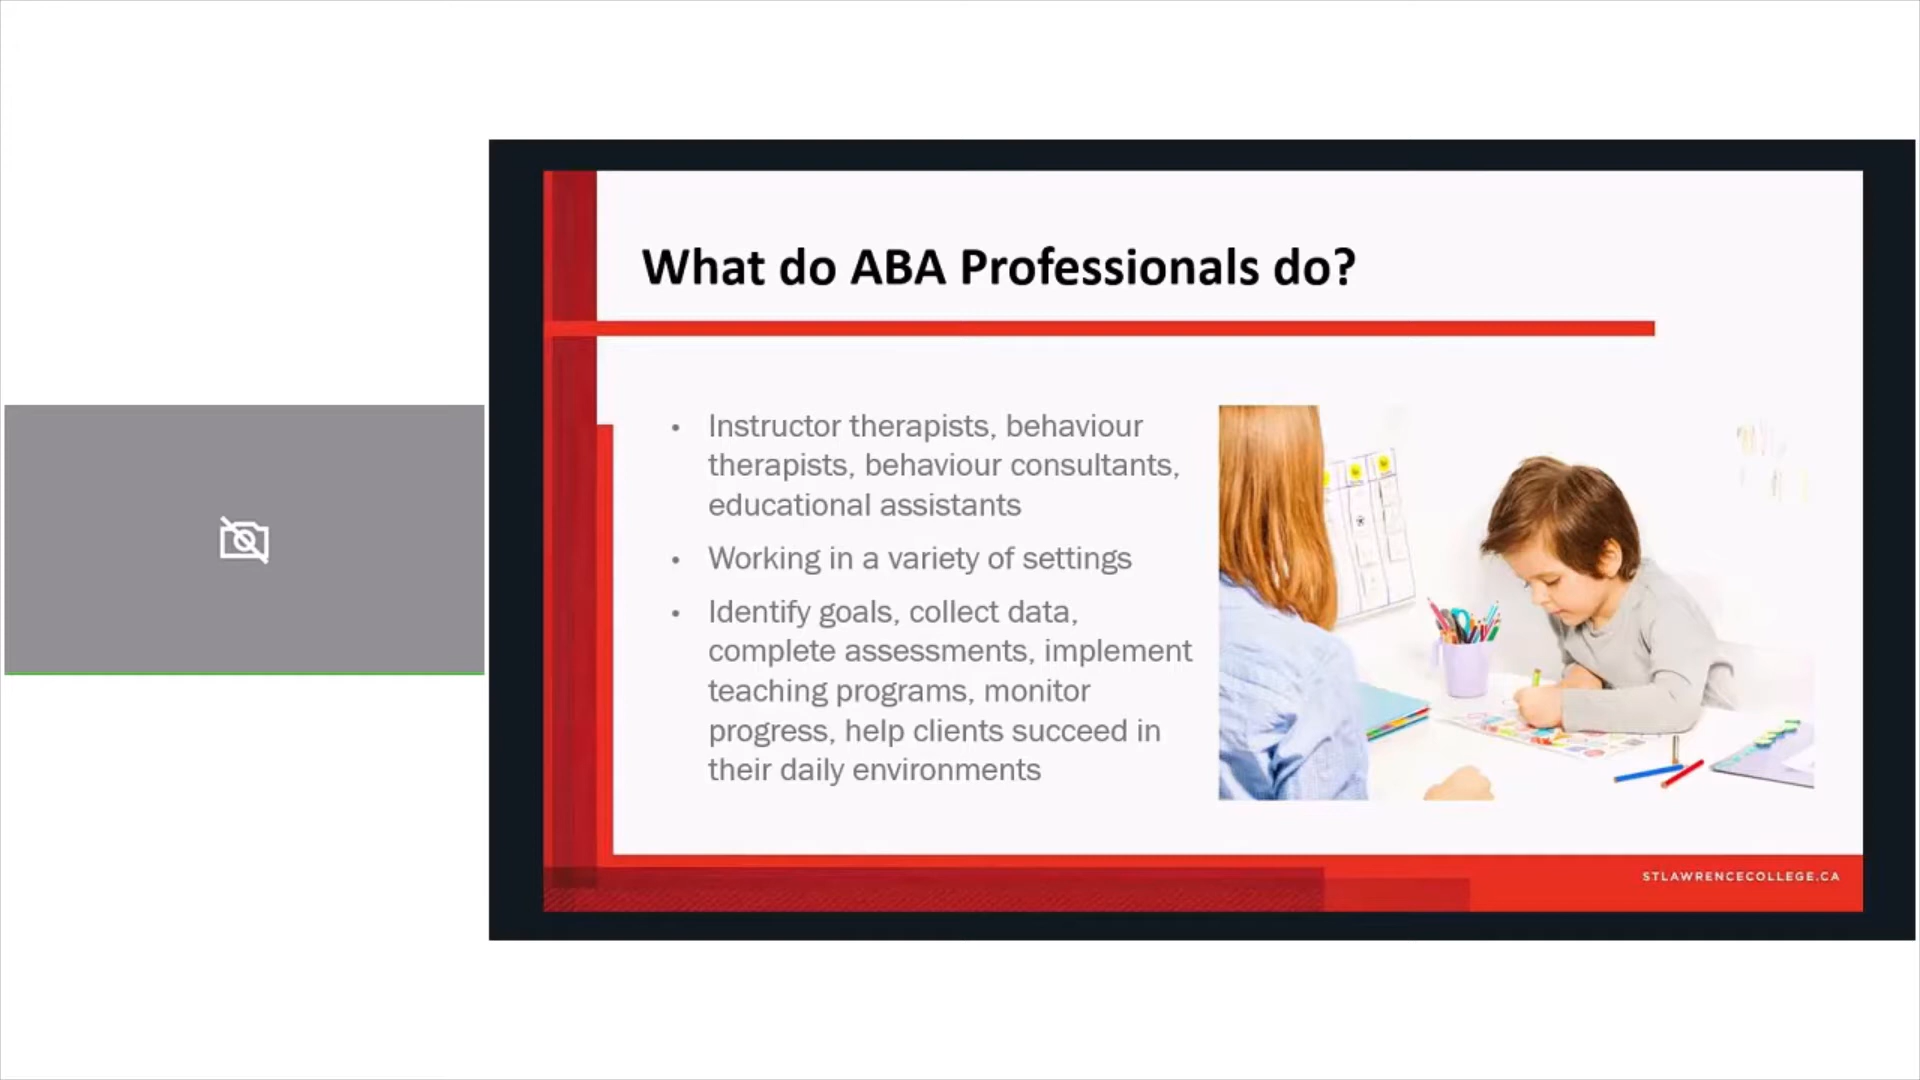 What do ABA Professionals do?
• Instructor therapists, behaviour
therapists, behaviour consultants,
educational assistants
• Working in a variety of settings
• Identify goals, collect data,
complete assessments, implement
teaching programs, monitor
progress, help clients succeed in
their daily environments
STLAWRENCECOLLEGE.CA